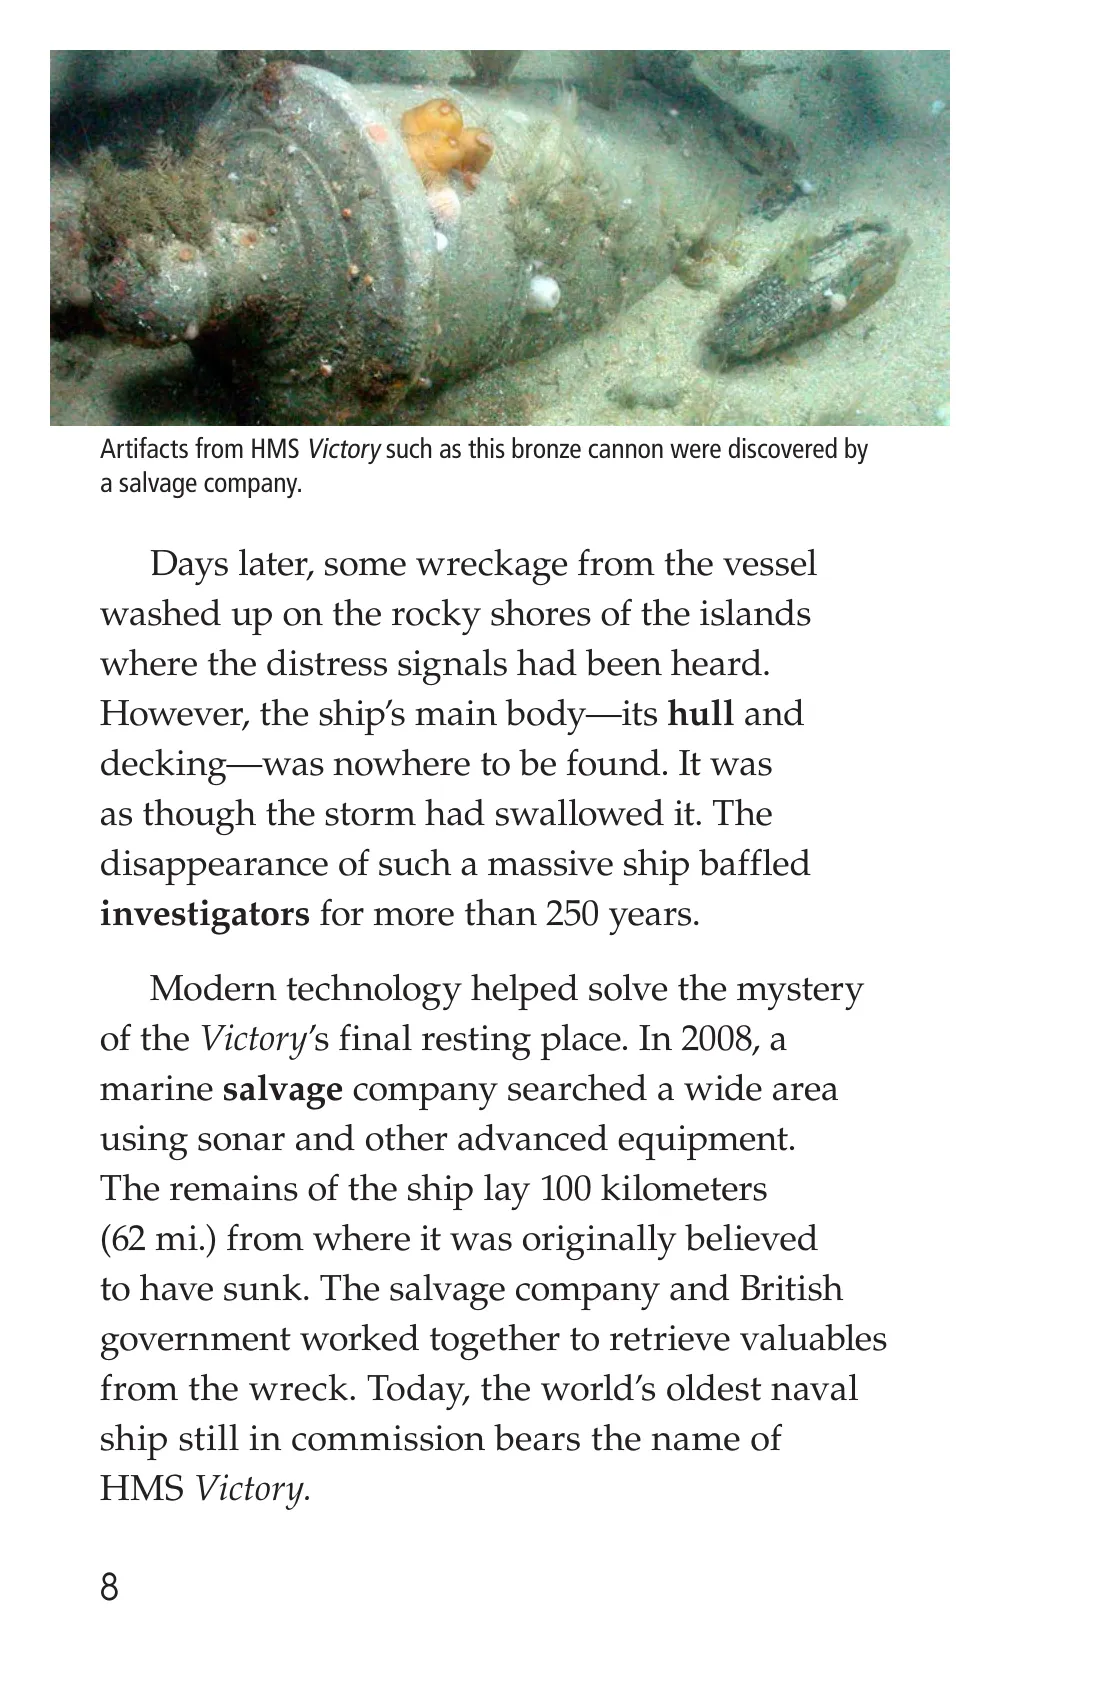 Artifacts from HMS Victory such as this bronze cannon were discovered by
a salvage company.
Days later, some wreckage from the vessel
washed up on the rocky shores of the islands
where the distress signals had been heard.
However, the ship’s main body—its hull and
decking—was nowhere to be found. It was
as though the storm had swallowed it. The
disappearance of such a massive ship baffled
investigators for more than 250 years.
Modern technology helped solve the mystery
of the Victory’s final resting place. In 2008, a
marine salvage company searched a wide area
using sonar and other advanced equipment.
The remains of the ship lay 100 kilometers
(62 mi.) from where it was originally believed
to have sunk. The salvage company and British
government worked together to retrieve valuables
from the wreck. Today, the world’s oldest naval
ship still in commission bears the name of
HMS Victory.
8